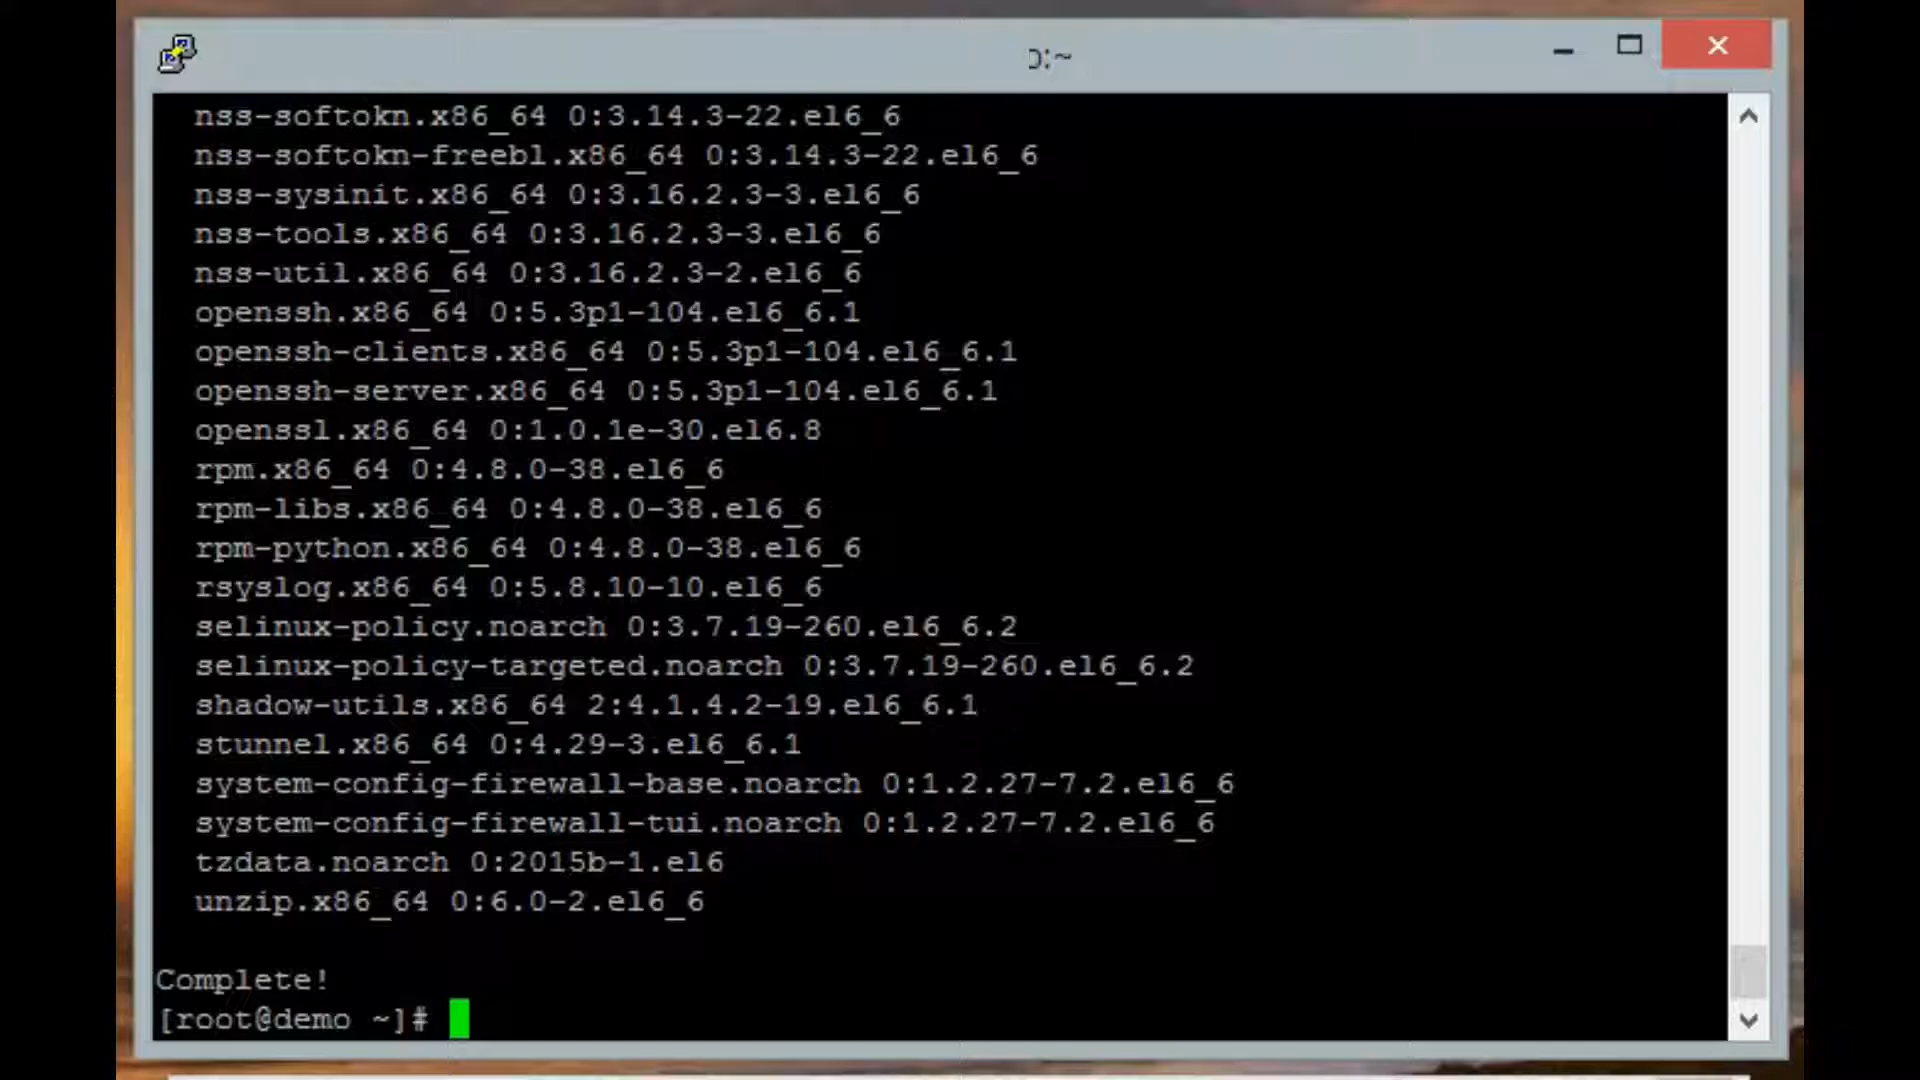 :~
nss-softokn.x86_64 0:3.14.3-22.el6_6
nss-softokn-freebl.x86_64 0:3.14.3-22.el6_6
nss-sysinit.x86_64 0:3.16.2.3-3.el6_6
nss-tools.x86_64 0:3.16.2.3-3.el6_6
nss-util.x86_64 0:3.16.2.3-2.el6_6
openssh.x86_64 0:5.3p1-104.el6_6.1
openssh-clients.x86_64 0:5.3p1-104.el6_6.1
openssh-server.x86_64 0:5.3p1-104.el6_6.1
openssl.x86_64 0:1.0.1e-30.el6.8
rpm.x86_64 0:4.8.0-38.el6_6
rpm-libs.x86_64 0:4.8.0-38.el6_6
rpm-python.x86_64 0:4.8.0-38.el6_6
rsyslog.x86_64 0:5.8.10-10.el6_6
selinux-policy.noarch 0:3.7.19-260.el6_6.2
selinux-policy-targeted.noarch 0:3.7.19-260.el6_6.2
shadow-utils.x86_64 2:4.1.4.2-19.el6_6.1
stunnel.x86_64 0:4.29-3.el6_6.1
system-config-firewall-base.noarch 0:1.2.27-7.2.el6_6
system-config-firewall-tui.noarch 0:1.2.27-7.2.el6_6
tzdata.noarch 0:2015b-1.el6
unzip.x86_64 0:6.0-2.el6_6
Complete!
[root@demo ~]#